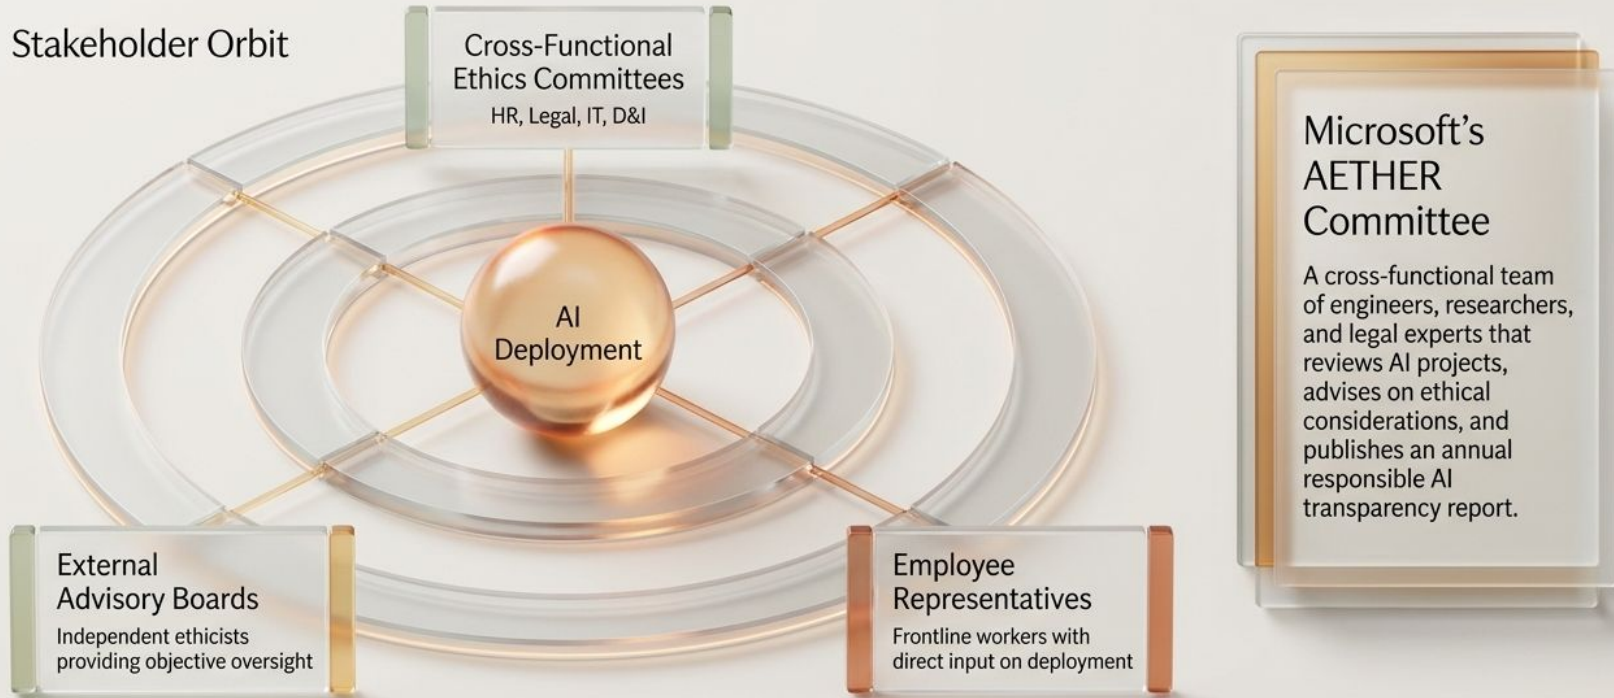 Stakeholder Orbit
Cross-Functional
Ethics Committees
HR, Legal, IT, D&I
AI
Deployment
External
Advisory Boards
Independent ethicists
providing objective oversight
Employee
Representatives
Frontline workers with
direct input on deployment
Microsoft’s
AETHER
Committee
A cross-functional team
of engineers, researchers,
and legal experts that
reviews AI projects,
advises on ethical
considerations, and
publishes an annual
responsible AI
transparency report.